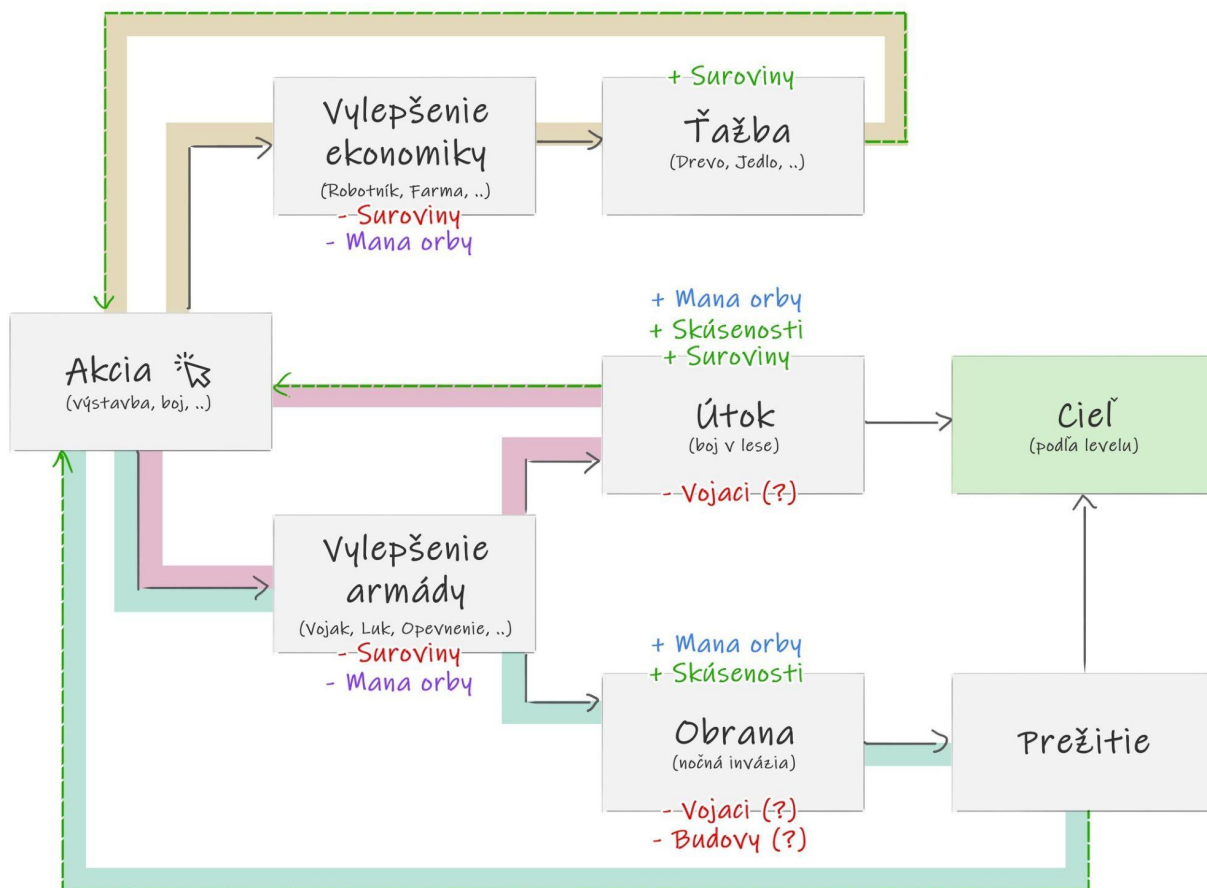 + Suroviny
Vylepšenie
ekonomiky
(Robotník, Farma, ..)
- Suroviny
- Mana orby
Ťažba
(Drevo, Jedlo, ..)
Akcia
(výstavba, boj, ..)
+ Mana orby
+ Skúsenosti
+ Suroviny
Útok
(boj v lese)
- Vojaci (?)
Cieľ
(podľa levelu)
Vylepšenie
armády
(Vojak, Luk, Opevnenie, ..)
- Suroviny
- Mana orby
+ Mana orby
+ Skúsenosti
Obrana
(nočná invázia)
- Vojaci (?)
- Budovy (?)
Prežitie